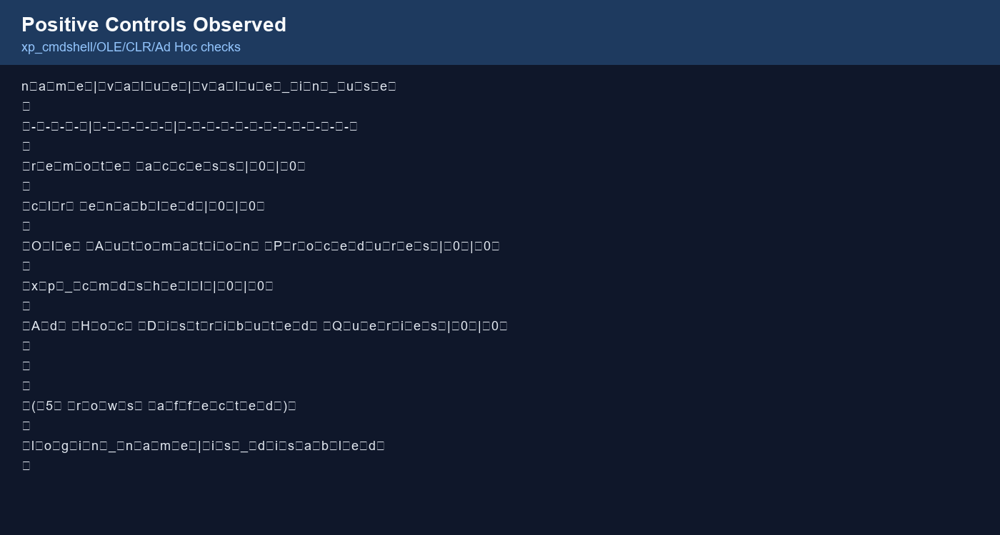 Positive Controls Observed
xp_cmdshell/OLE/CLR/Ad Hoc checks
n□a□m□e□|□v□a□l□u□e□|□v□a□l□u□e□_□i□n□_□u□s□e□
□
□-□-□-□-□|□-□-□-□-□-□|□-□-□-□-□-□-□-□-□-□-□-□-□
□
□r□e□m□o□t□e□ □a□c□c□e□s□s□|□0□|□0□
□
□c□l□r□ □e□n□a□b□l□e□d□|□0□|□0□
□
□O□l□e□ □A□u□t□o□m□a□t□i□o□n□ □P□r□o□c□e□d□u□r□e□s□|□0□|□0□
□
□x□p□_□c□m□d□s□h□e□l□l□|□0□|□0□
□
□A□d□ □H□o□c□ □D□i□s□t□r□i□b□u□t□e□d□ □Q□u□e□r□i□e□s□|□0□|□0□
□
□
□
□(□5□ □r□o□w□s□ □a□f□f□e□c□t□e□d□)□
□
□l□o□g□i□n□_□n□a□m□e□|□i□s□_□d□i□s□a□b□l□e□d□
□